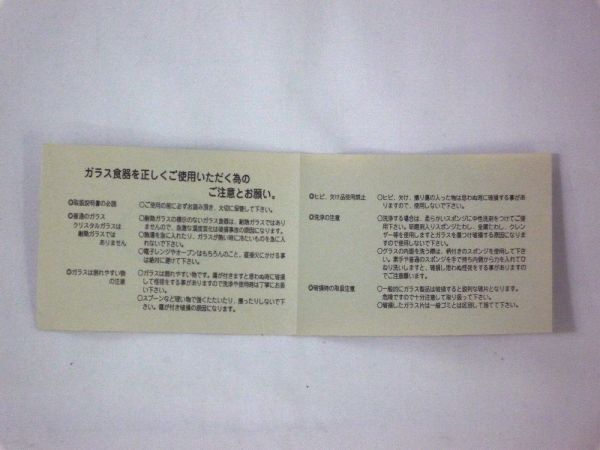 ガラス食器を正しくご使用いただく為の
ご注意とお願い。
取扱説明書の必読
○ご使用の前に必ずお読み頂き、大切に保管して下さい。
普通のガラス
クリスタルガラスは
耐熱ガラスでは
ありません
○耐熱ガラスの標示のないガラス食器は、耐熱ガラスではあり
ませんので、急激な温度変化は破損事故の原因になります。
○熱湯を急に入れたり、ガラスが熱い時に冷たいものを急に入
れないで下さい。
○電子レンジやオーブンはもちろんのこと、直接火にかける事
は絶対に避けて下さい。
ガラスは割れやすい物
の注意
○ガラスは割れやすい物です。傷が付きますと思わぬ時に破損
して怪我をする事がありますので洗浄や使用時は丁寧にお扱
い下さい。
○スプーンなど硬い物で強くたたいたり、擦ったりしないで下
さい。傷が付き破損の原因になります。
ヒビ、欠け品使用禁止
○ヒビ、欠け、擦り傷の入った物は思わぬ時に破損する事があ
りますので、使用しないで下さい。
洗浄の注意
○洗浄する場合は、柔らかいスポンジに中性洗剤をつけてご使
用下さい。研磨剤入りスポンジたわし、金属たわし、クレン
ザー等を使用しますとガラスを傷つけ破損する原因になりま
すので使用しないで下さい。
○グラスの内側を洗う際は、柄付きのスポンジを使用して下さ
い。素手や普通のスポンジを手で持ち内側から力を入れてひ
ねり洗いしますと、破損し思わぬ怪我をする事がありますの
でご注意願います。
破損時の取扱注意
○一般的にガラス製品は破損すると鋭利な破片となります。
危険ですので十分注意して取り扱って下さい。
○破損したガラス片は一般ゴミとは区別して捨てて下さい。